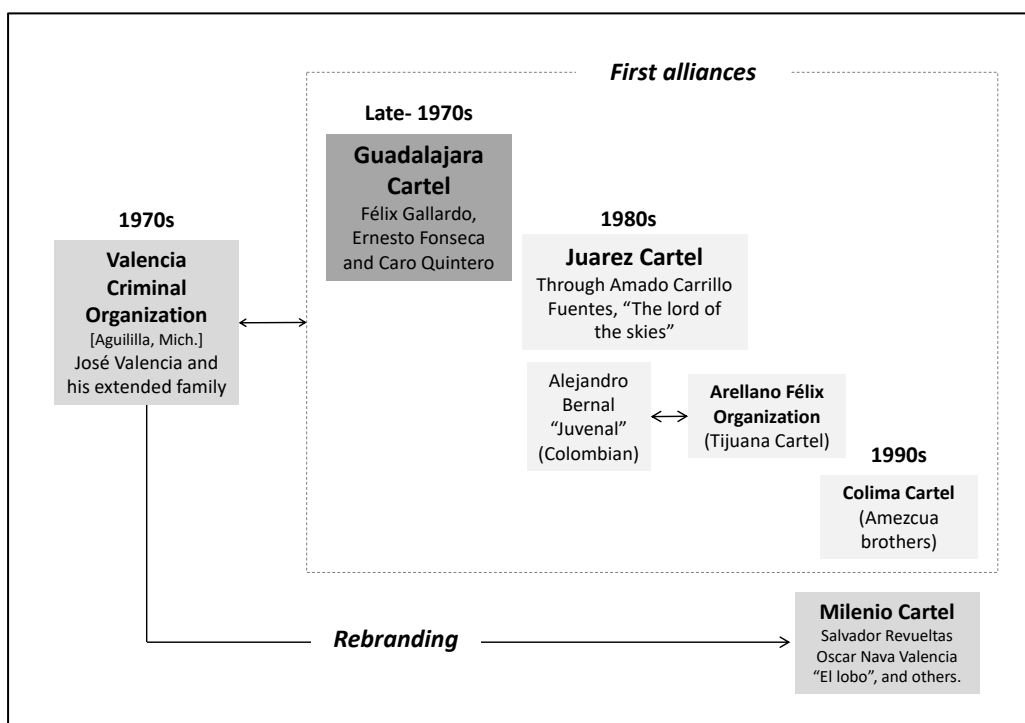 First alliances
Late- 1970s
Guadalajara
Cartel
Félix Gallardo,
Ernesto Fonseca
and Caro Quintero
1970s
Valencia
Criminal
Organization
[Aguililla, Mich.]
José Valencia and
his extended family
1980s
Juarez Cartel
Through Amado Carrillo
Fuentes, “The lord of
the skies”
Alejandro
Bernal
“Juvenal”
(Colombian)
Arellano Félix
Organization
(Tijuana Cartel)
1990s
Colima Cartel
(Amezcua
brothers)
Rebranding
Milenio Cartel
Salvador Revueltas
Oscar Nava Valencia
“El lobo”, and others.